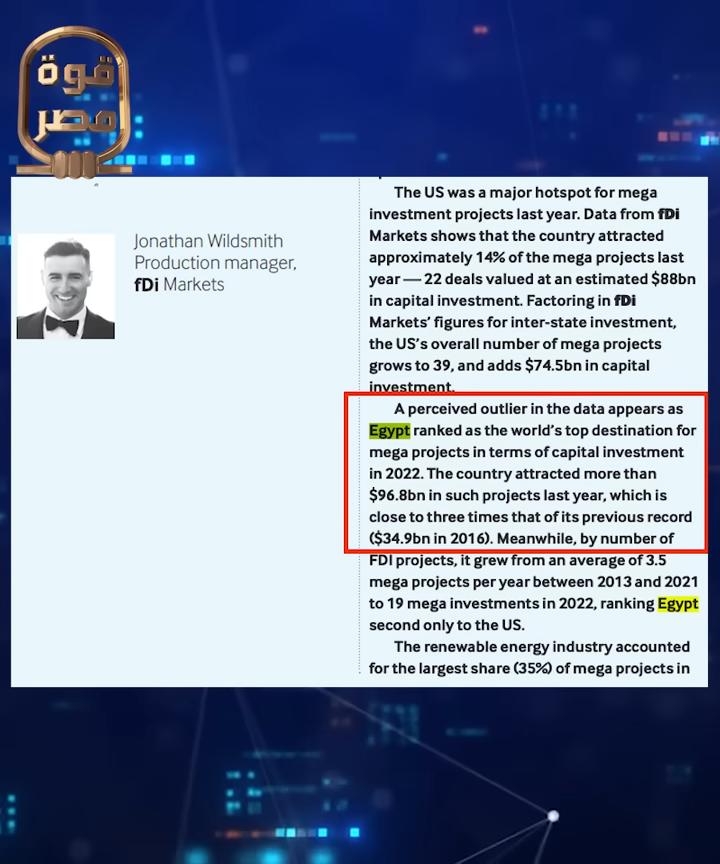 قوة
مصر
Jonathan Wildsmith
Production manager,
fDi Markets
The US was a major hotspot for mega
investment projects last year. Data from fDi
Markets shows that the country attracted
approximately 14% of the mega projects last
year — 22 deals valued at an estimated $88bn
in capital investment. Factoring in fDi
Markets’ figures for inter-state investment,
the US’s overall number of mega projects
grows to 39, and adds $74.5bn in capital
investment.
A perceived outlier in the data appears as
Egypt ranked as the world’s top destination for
mega projects in terms of capital investment
in 2022. The country attracted more than
$96.8bn in such projects last year, which is
close to three times that of its previous record
($34.9bn in 2016). Meanwhile, by number of
FDI projects, it grew from an average of 3.5
mega projects per year between 2013 and 2021
to 19 mega investments in 2022, ranking Egypt
second only to the US.
The renewable energy industry accounted
for the largest share (35%) of mega projects in